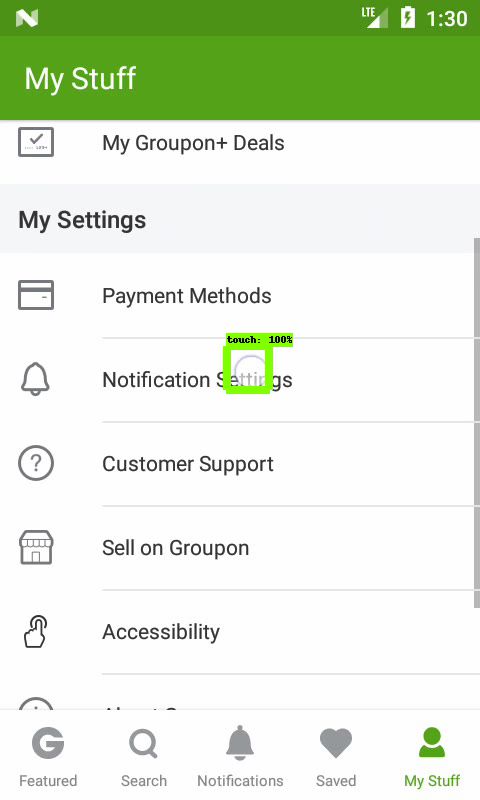 LTE 1:30
My Stuff
My Groupon+ Deals
My Settings
Payment Methods
touch: 100%
Notification Settings
Customer Support
Sell on Groupon
Accessibility
Featured Search Notifications Saved My Stuff